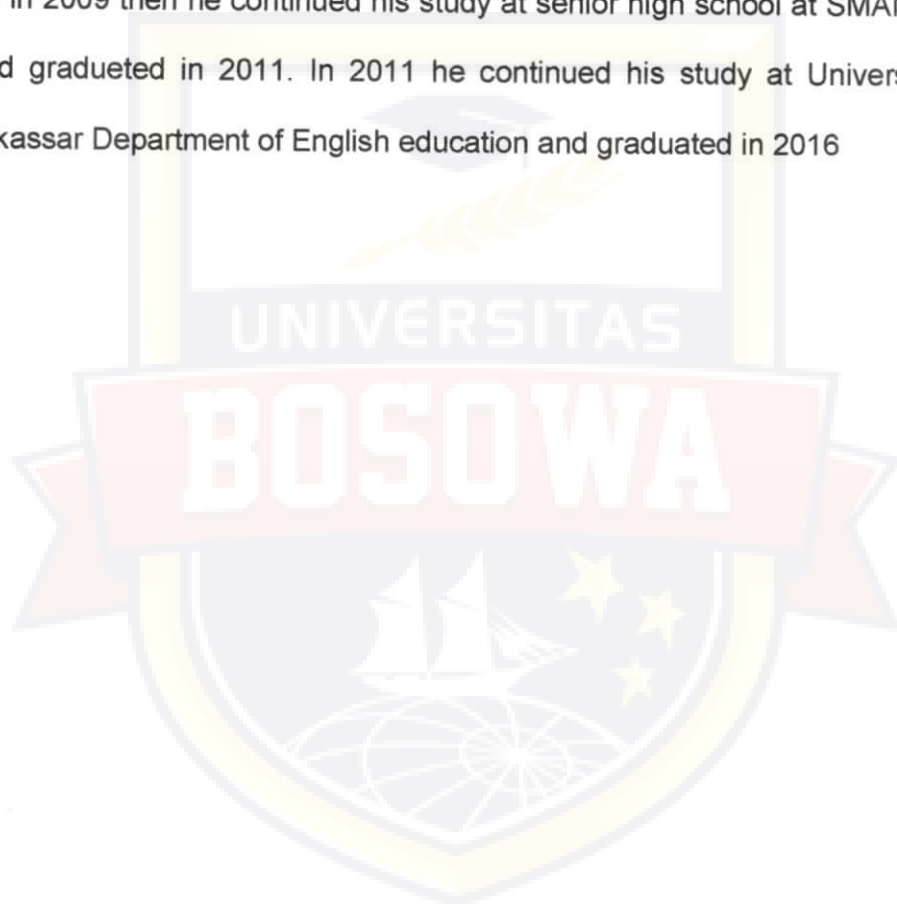 in 2009 then he continued his study at senior high school at
gradueted in 2011. In 2011 he continued his study at
Department of English education and graduated in 2016
UNIVERSITAS
BOSOWA